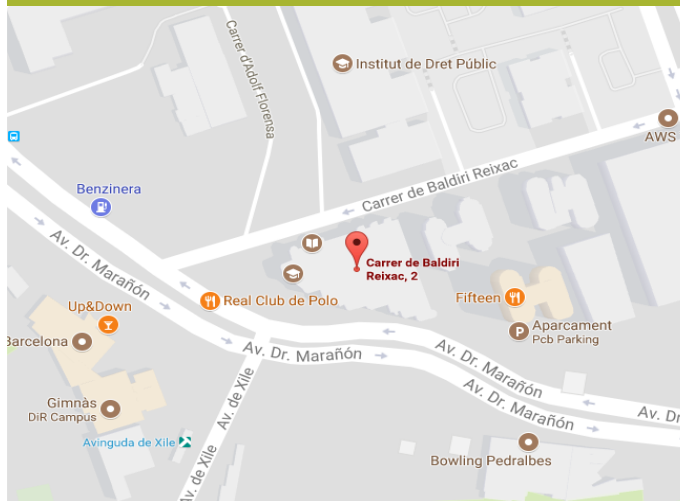 Carrer d'Adolf Florensa
Institut de Dret Públic
AWS
Benzinera
Carrer de Baldiri Reixac
Carrer de Baldiri
Reixac, 2
Av. Dr. Marañón
Real Club de Polo
Fifteen
Up&Down
Aparcament
Pcb Parking
Barcelona
Av. Dr. Marañón
Av. Dr. Marañón
Av. Dr. Marañón
Av. Dr.
Av. de Xile
Gimnàs
DiR Campus
Avinguda de Xile
de Xile
Bowling Pedralbes
P